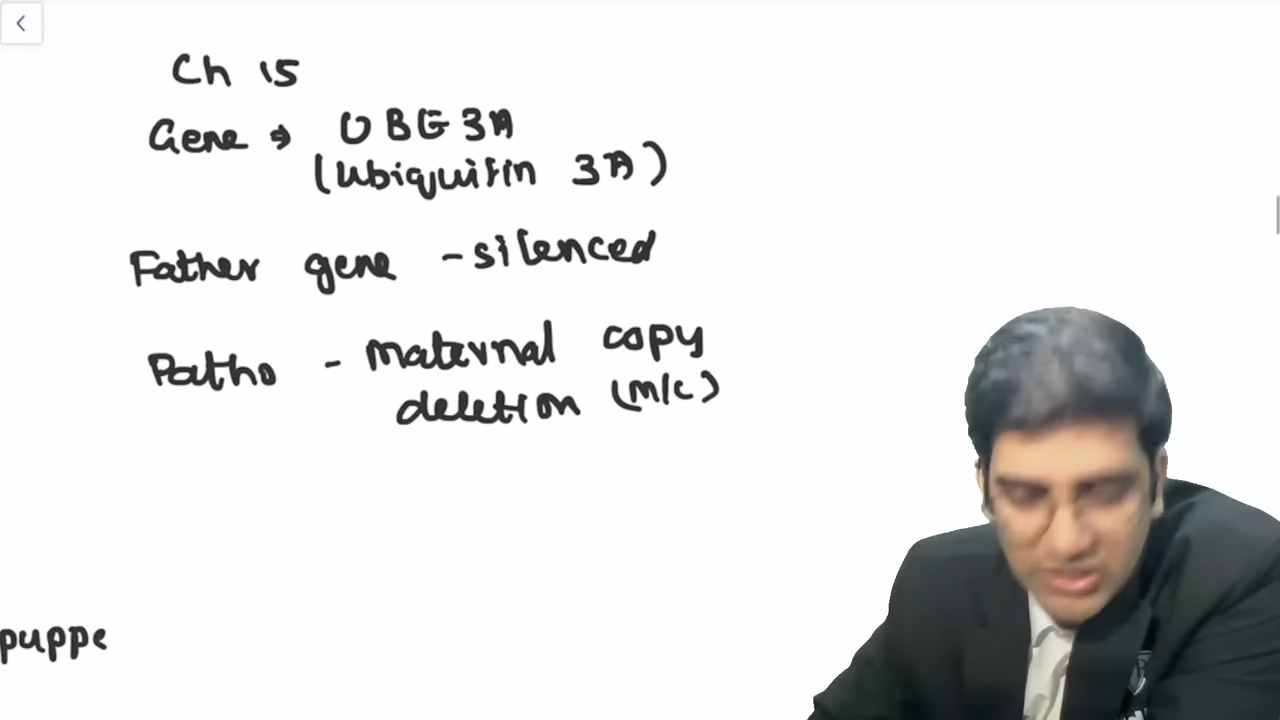 Ch 15
Gene ⇒ UBE3A
(Ubiquitin 3A)
Father gene - silenced
Patho - Maternal copy
deletion (m/c)
puppe